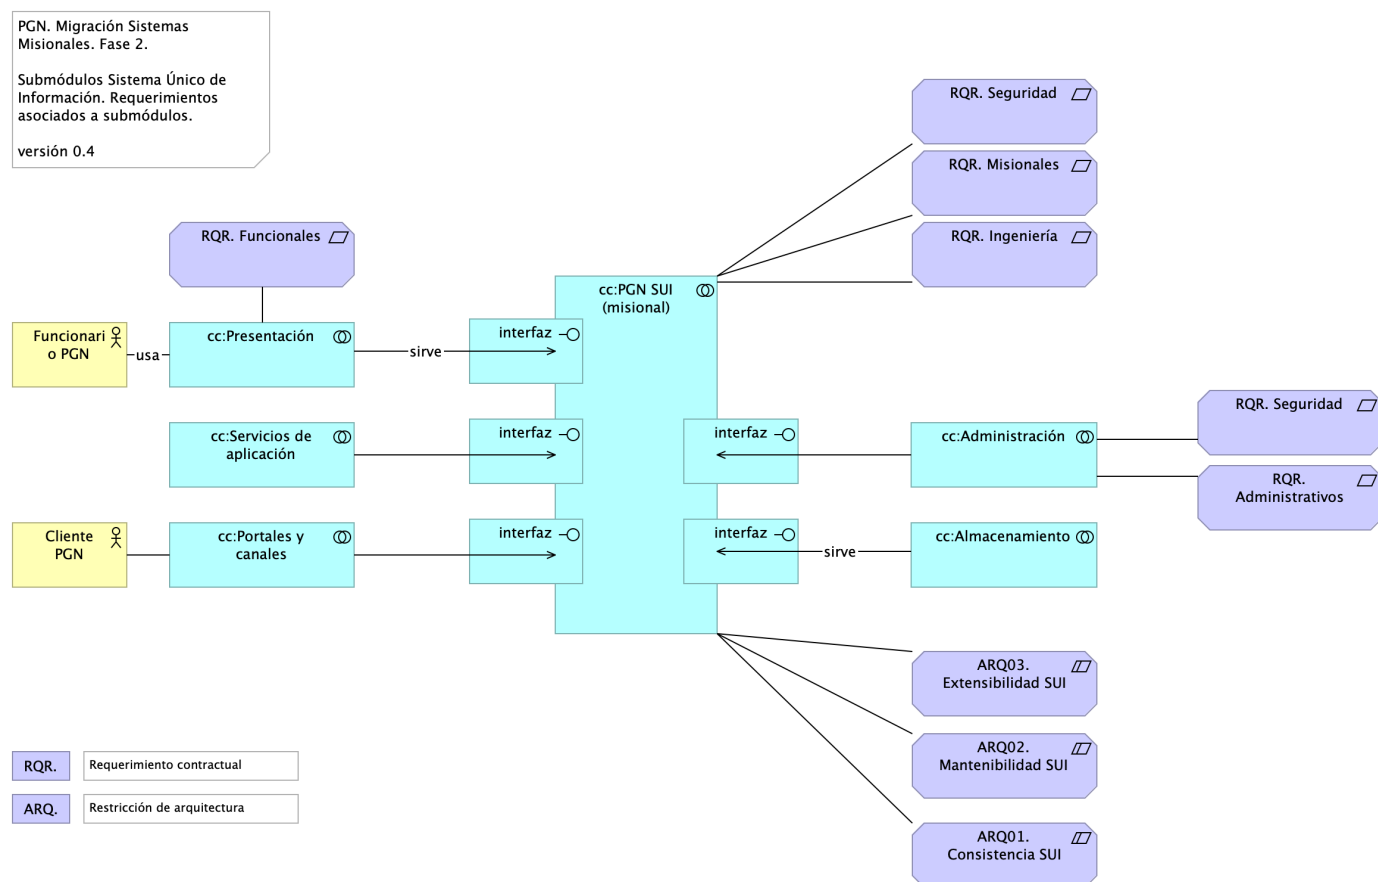 PGN. Migración Sistemas
Misionales. Fase 2.
Submódulos Sistema Único de
Información. Requerimientos
asociados a submódulos.
versión 0.4
RQR. Seguridad
RQR. Misionales
RQR. Ingeniería
RQR. Funcionales
cc:PGN SUI
(misional)
Funcionari
o PGN
usa
cc:Presentación
sirve
interfaz
cc:Servicios de
aplicación
interfaz
interfaz
cc:Administración
RQR. Seguridad
RQR.
Administrativos
Cliente
PGN
cc:Portales y
canales
interfaz
interfaz
sirve
cc:Almacenamiento
ARQ03.
Extensibilidad SUI
ARQ02.
Mantenibilidad SUI
ARQ01.
Consistencia SUI
RQR.
Requerimiento contractual
ARQ.
Restricción de arquitectura